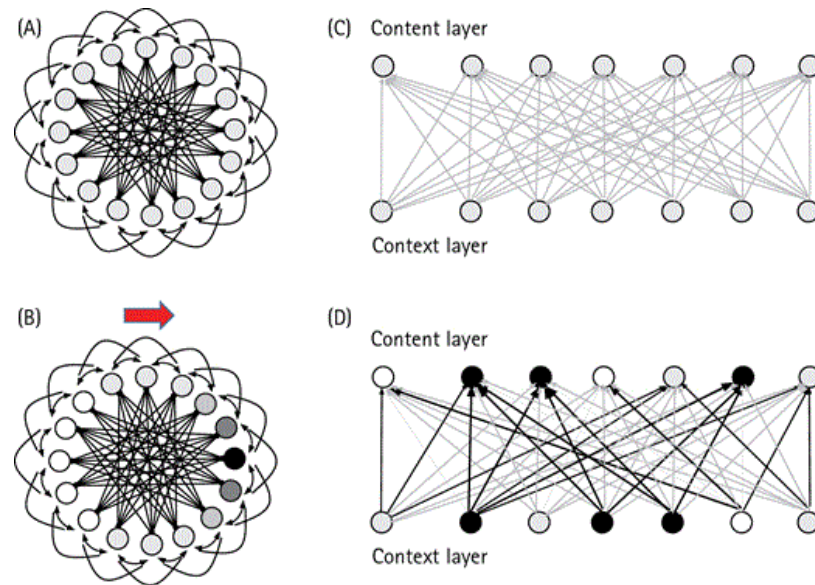 (A)
(C)
Content layer
Context layer
(B)
(D)
Content layer
Context layer